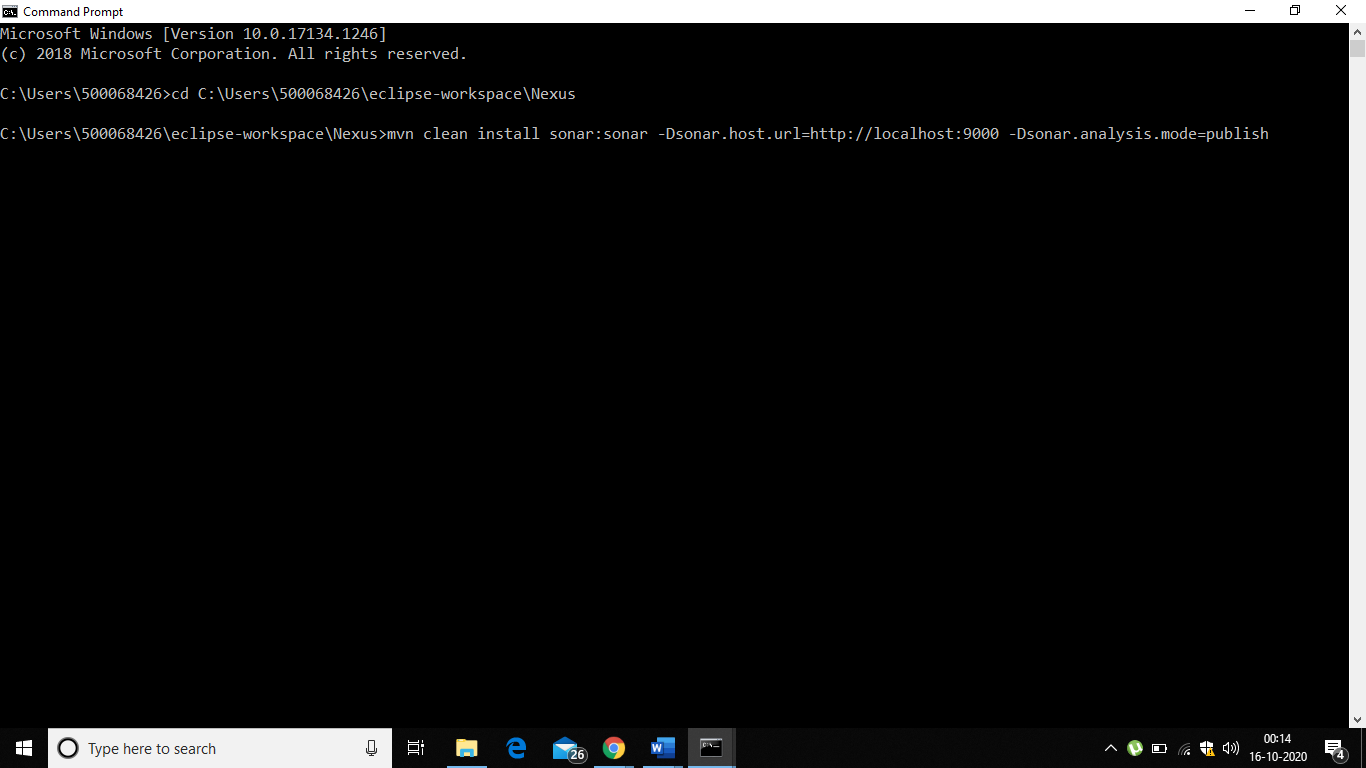 Command Prompt
Microsoft Windows [Version 10.0.17134.1246]
(c) 2018 Microsoft Corporation. All rights reserved.
C:\Users\500068426>cd C:\Users\500068426\eclipse-workspace\Nexus
C:\Users\500068426\eclipse-workspace\Nexus>mvn clean install sonar:sonar -Dsonar.host.url=http://localhost:9000 -Dsonar.analysis.mode=publish
Type here to search
26
00:14
16-10-2020
4